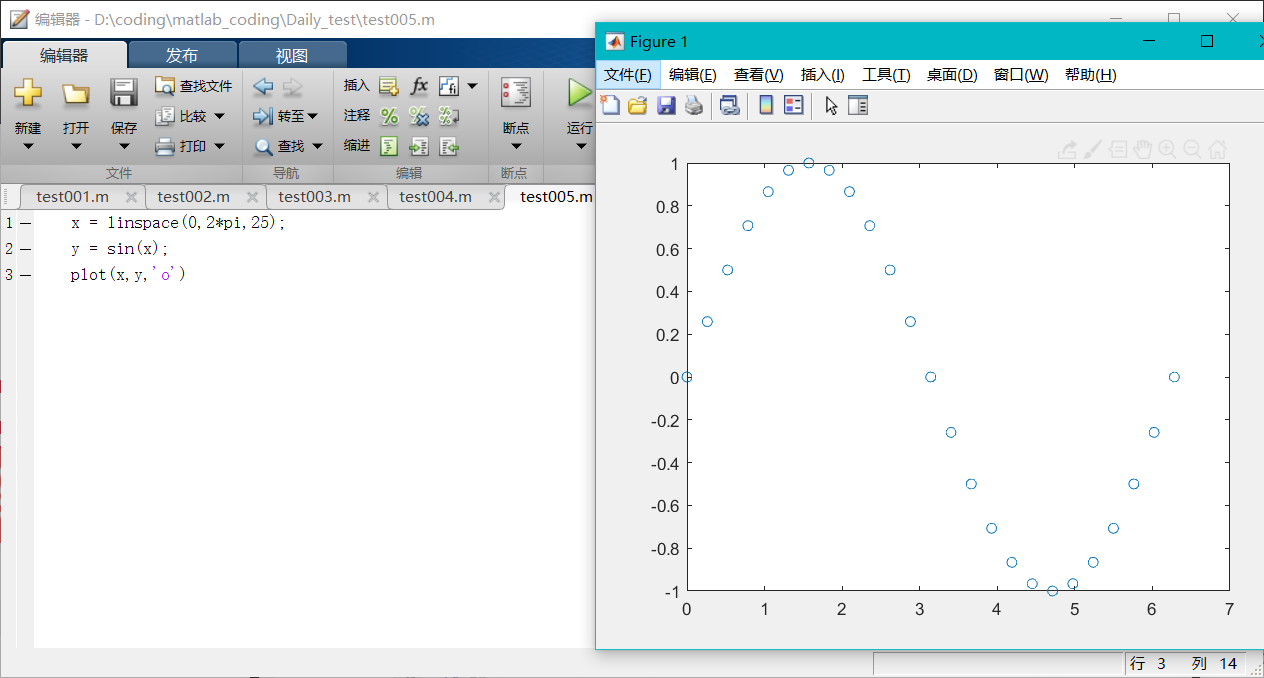 编辑器 - D:\coding\matlab_coding\Daily_test\test005.m
编辑器 发布 视图
新建 打开 保存 查找文件 比较 打印
文件
转至 查找
导航
插入 fx fi
注释
缩进
编辑
断点
断点
运行
test001.m test002.m test003.m test004.m test005.m
1 x = linspace(0,2*pi,25);
2 y = sin(x);
3 plot(x,y,'o')
Figure 1
文件(F) 编辑(E) 查看(V) 插入(I) 工具(T) 桌面(D) 窗口(W) 帮助(H)
1
0.8
0.6
0.4
0.2
0
-0.2
-0.4
-0.6
-0.8
-1
0 1 2 3 4 5 6 7
行 3 列 14